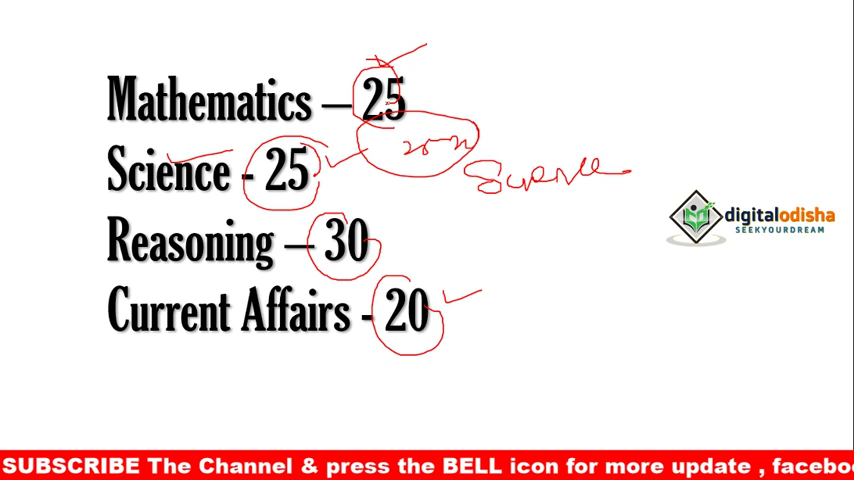 Mathematics – 25
Science - 25
Science
Reasoning – 30
Current Affairs - 20
digitalodisha
SEEKYOURDREAM
SUBSCRIBE The Channel & press the BELL icon for more update , facebo